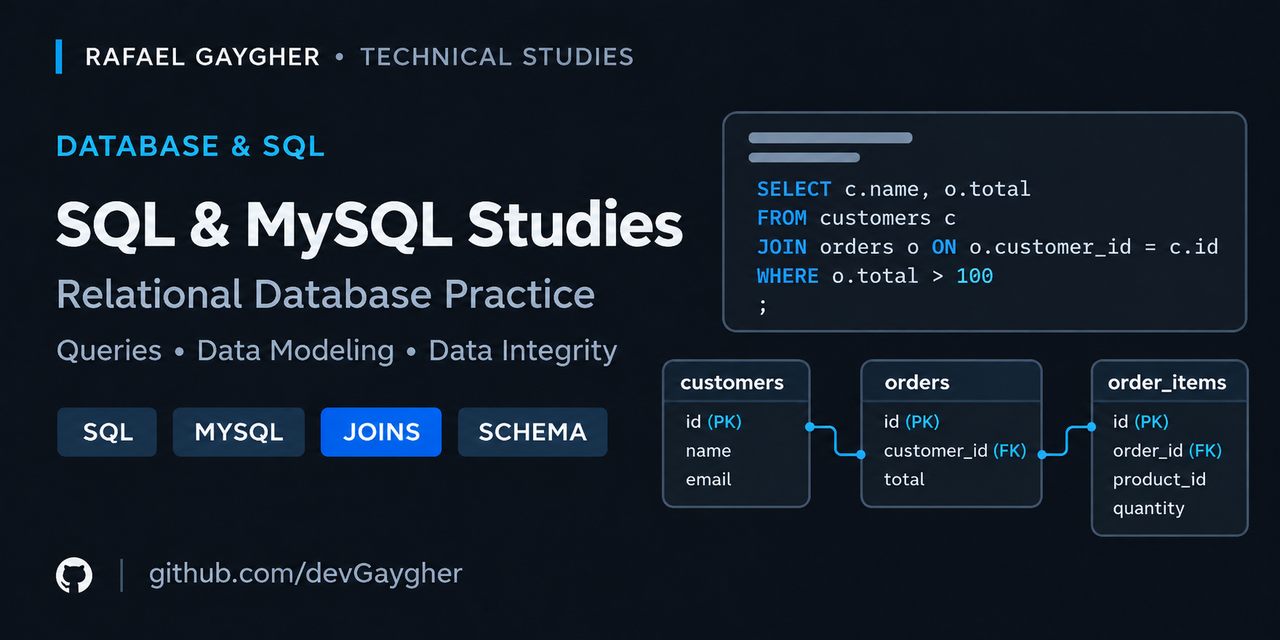 RAFAEL GAYGHER • TECHNICAL STUDIES
DATABASE & SQL
SQL & MySQL Studies
Relational Database Practice
Queries • Data Modeling • Data Integrity
SQL
MYSQL
JOINS
SCHEMA
github.com/devGaygher
SELECT c.name, o.total
FROM customers c
JOIN orders o ON o.customer_id = c.id
WHERE o.total > 100
;
customers
id (PK)
name
email
orders
id (PK)
customer_id (FK)
total
order_items
id (PK)
order_id (FK)
product_id
quantity